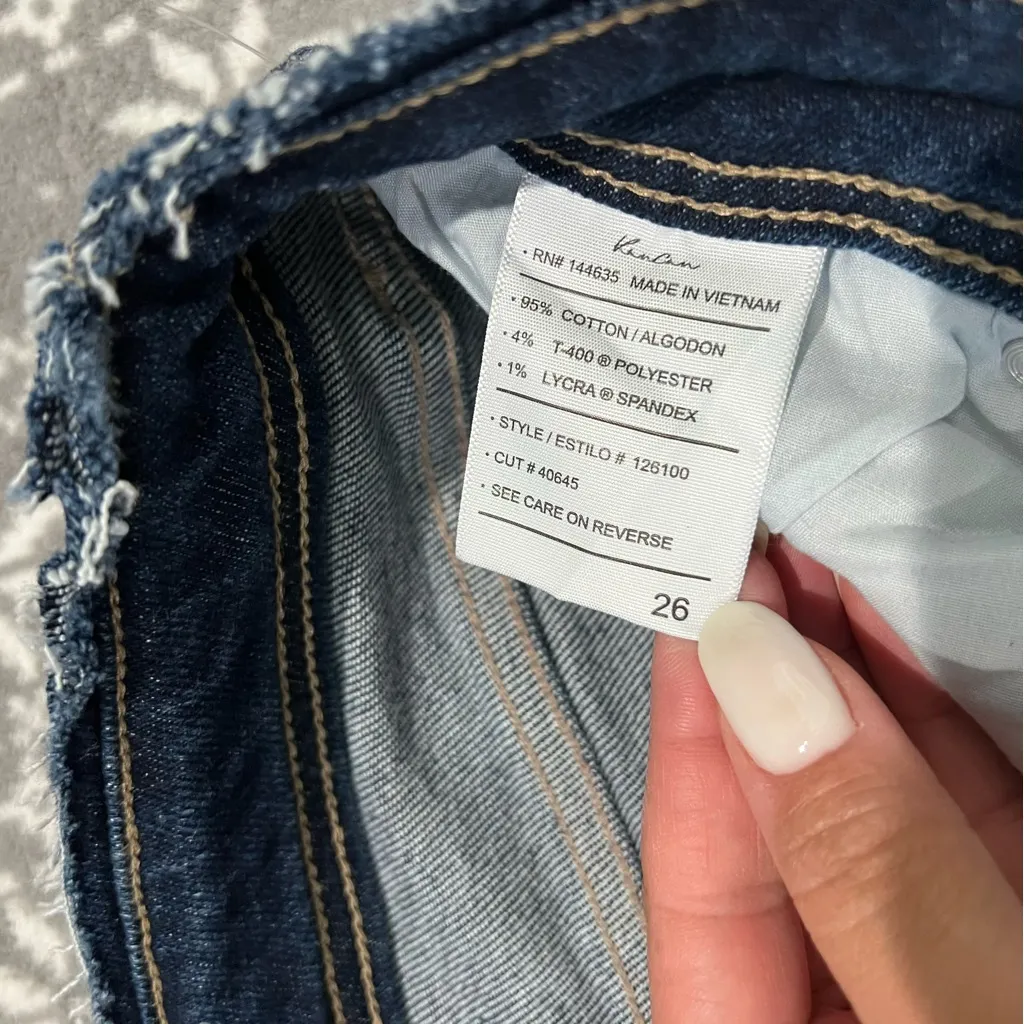 KanCan
• RN# 144635 MADE IN VIETNAM
• 95% COTTON / ALGODON
• 4% T-400 ® POLYESTER
• 1% LYCRA ® SPANDEX
• STYLE / ESTILO # 126100
• CUT # 40645
• SEE CARE ON REVERSE
26